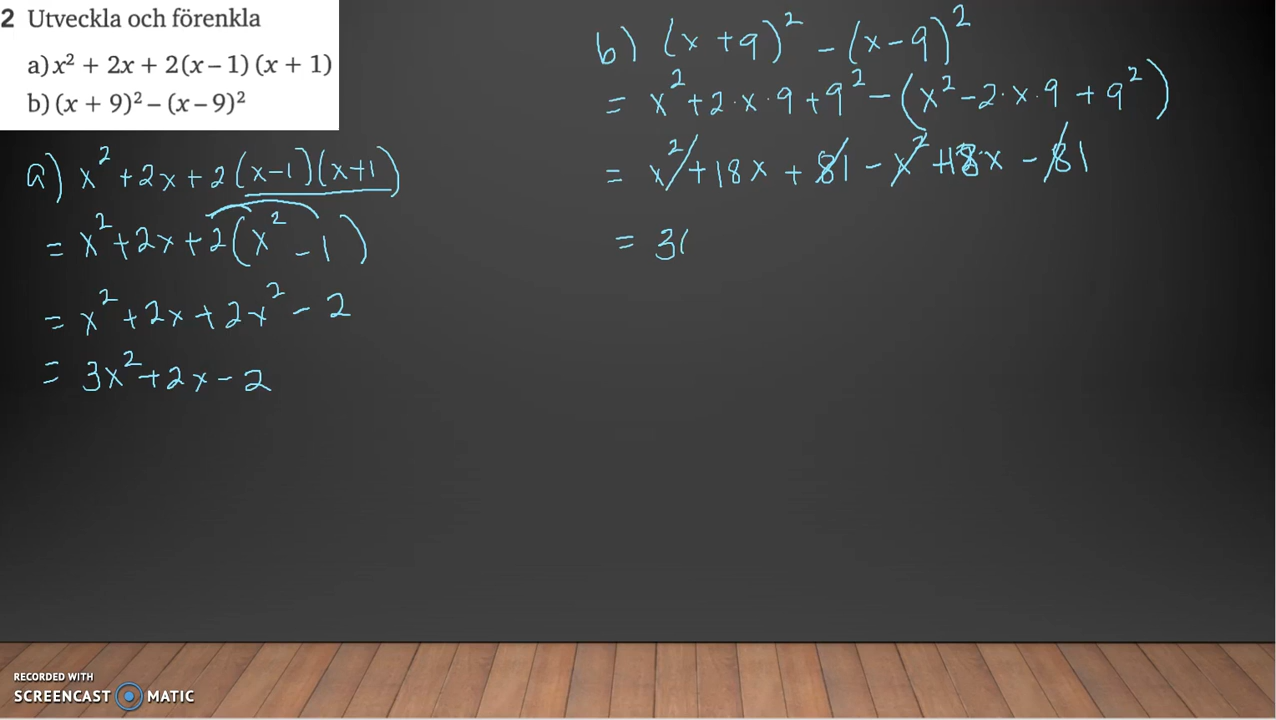 2 Utveckla och förenkla
a) x² + 2x + 2(x – 1) (x + 1)
b) (x + 9)² – (x – 9)²
a) x² + 2x + 2(x-1)(x+1)
= x² + 2x + 2(x² - 1)
= x² + 2x + 2x² - 2
= 3x² + 2x - 2
b) (x + 9)² - (x - 9)²
= x² + 2·x·9 + 9² - (x² - 2·x·9 + 9²)
= x² + 18x + 81 - x² + 18x - 81
= 3(
RECORDED WITH
SCREENCAST MATIC